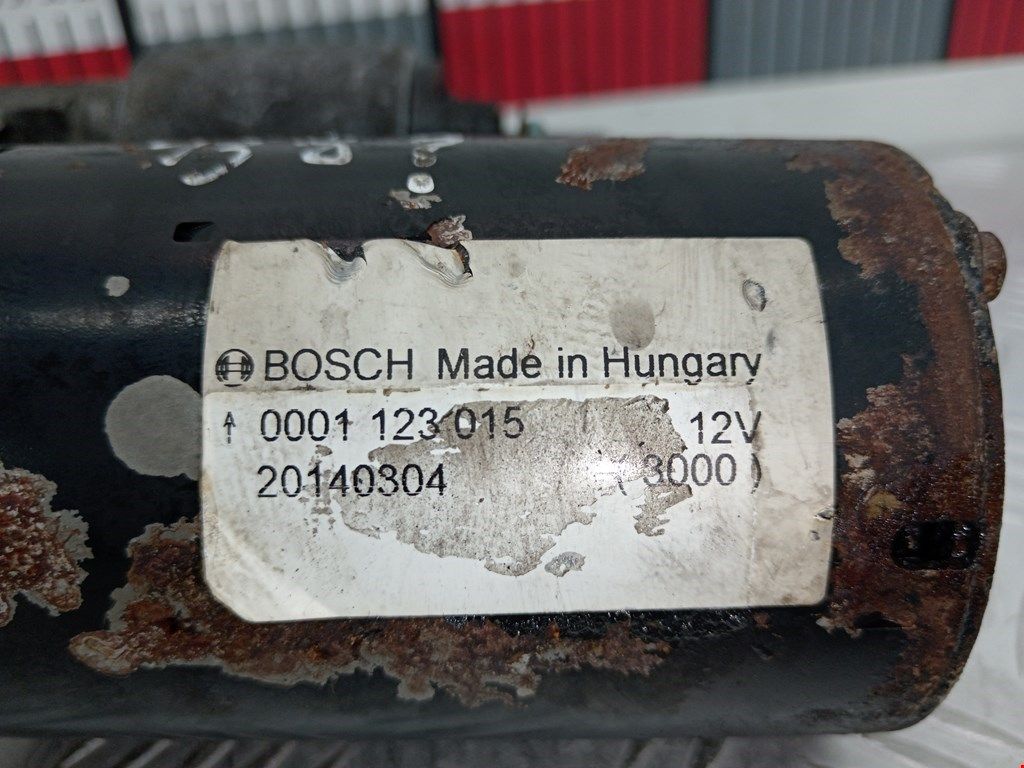 BOSCH Made in Hungary
0001 123 015 12V
20140304 (3000)